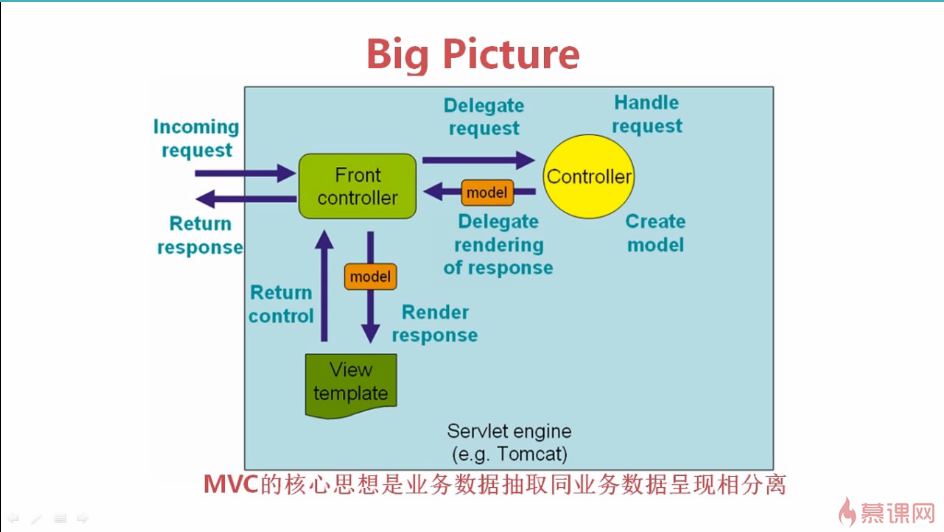 Big Picture
Incoming
request
Return
response
Front
controller
Delegate
request
Handle
request
Controller
model
Delegate
rendering
of response
Create
model
model
Return
control
Render
response
View
template
Servlet engine
(e.g. Tomcat)
MVC的核心思想是业务数据抽取同业务数据呈现相分离
慕课网